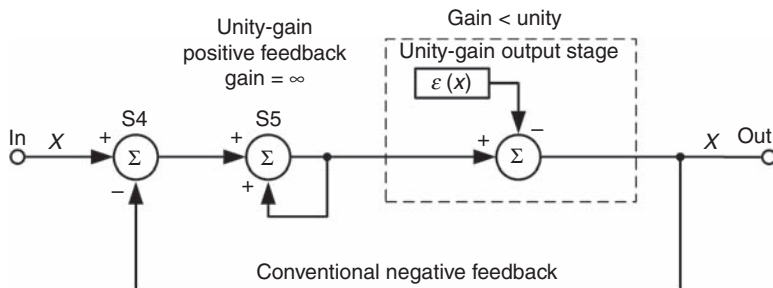 Gain < unity
Unity-gain
positive feedback
gain = ∞
Unity-gain output stage
ε (x)
In
X
+
S4
Σ
−
+
S5
Σ
+
+
−
Σ
X
Out
Conventional negative feedback